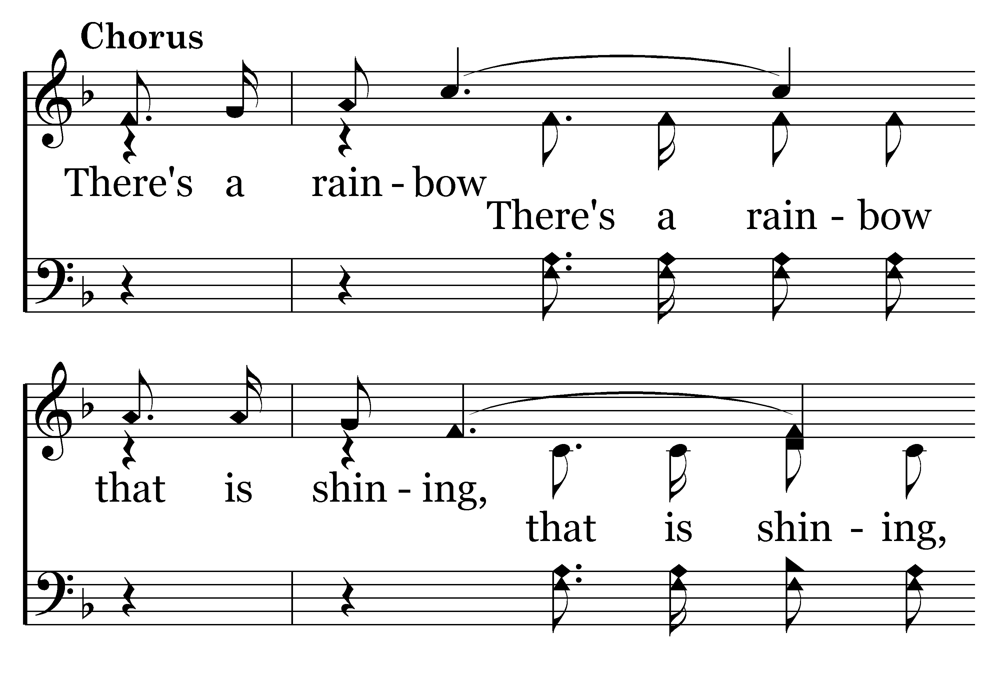 Chorus
There's a rain - bow
There's a rain - bow
that is shin - ing,
that is shin - ing,